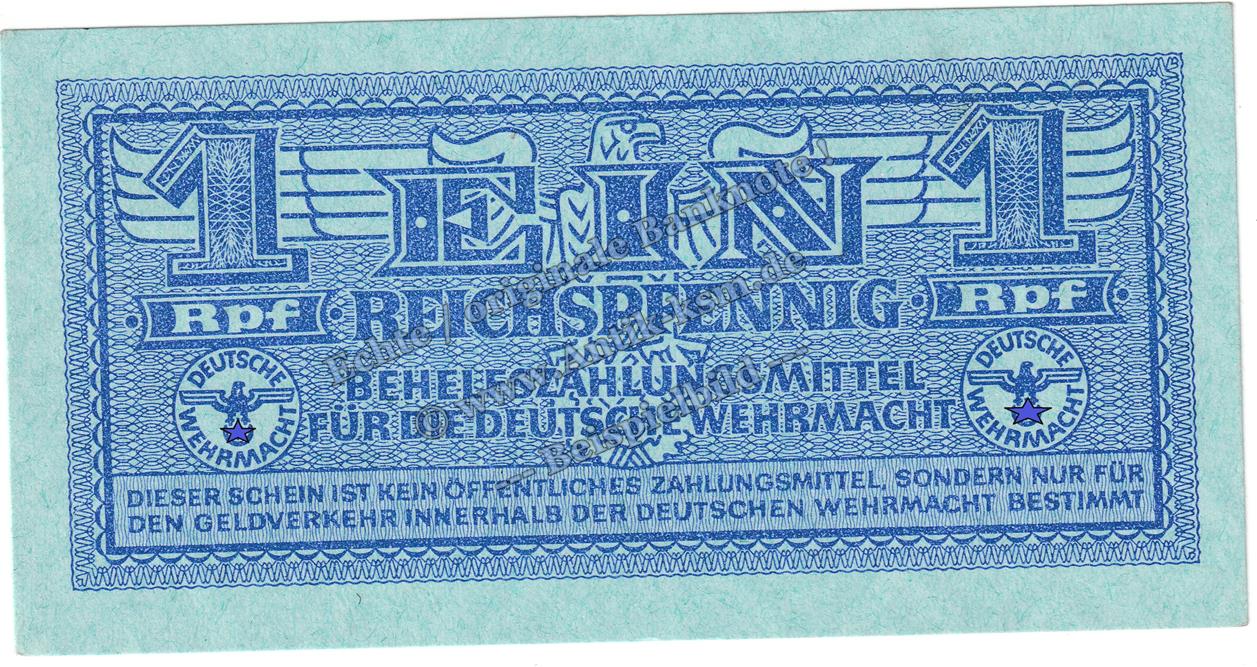 1 EIN 1
Rpf REICHSPFENNIG Rpf
BEHELFSZAHLUNGSMITTEL
FÜR DIE DEUTSCHE WEHRMACHT
DEUTSCHE WEHRMACHT
DEUTSCHE WEHRMACHT
DIESER SCHEIN IST KEIN ÖFFENTLICHES ZAHLUNGSMITTEL, SONDERN NUR FÜR
DEN GELDVERKEHR INNERHALB DER DEUTSCHEN WEHRMACHT BESTIMMT
Echte / originale Banknote !
© www.Antik-ksm.de
--- Beispielbild ---